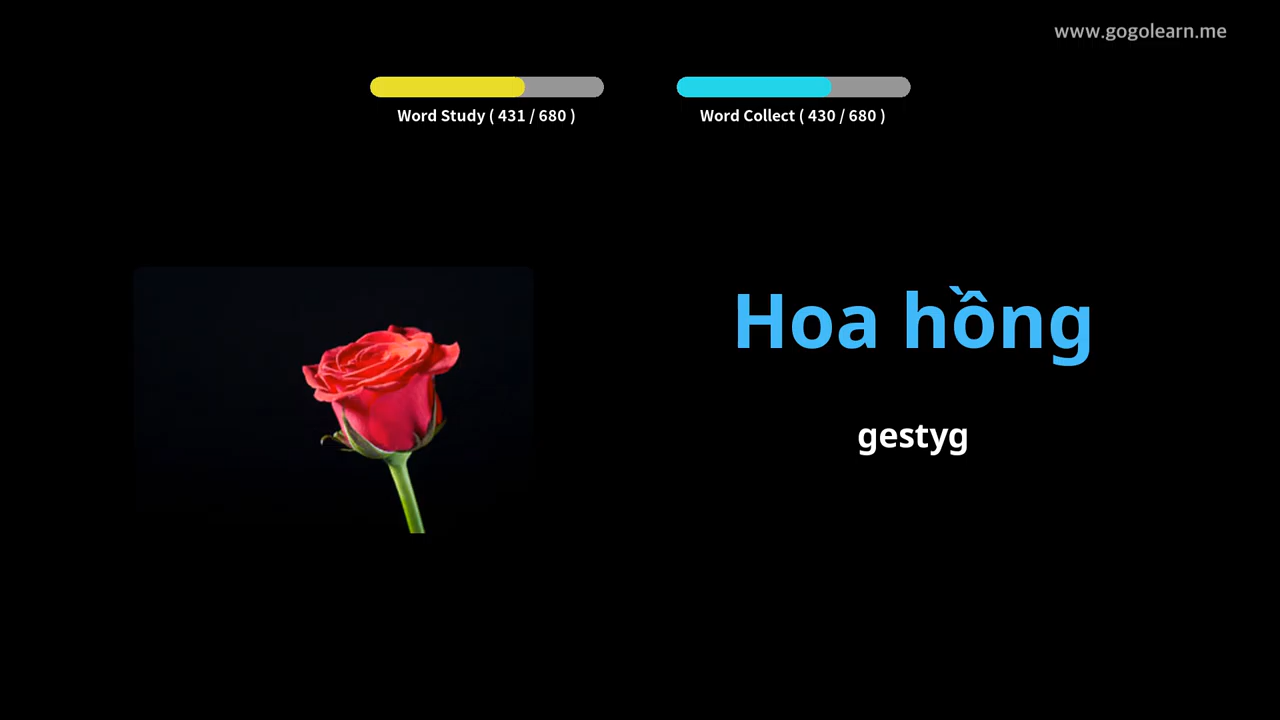 www.gogolearn.me
Word Study ( 431 / 680 )
Word Collect ( 430 / 680 )
Hoa hồng
gestyg